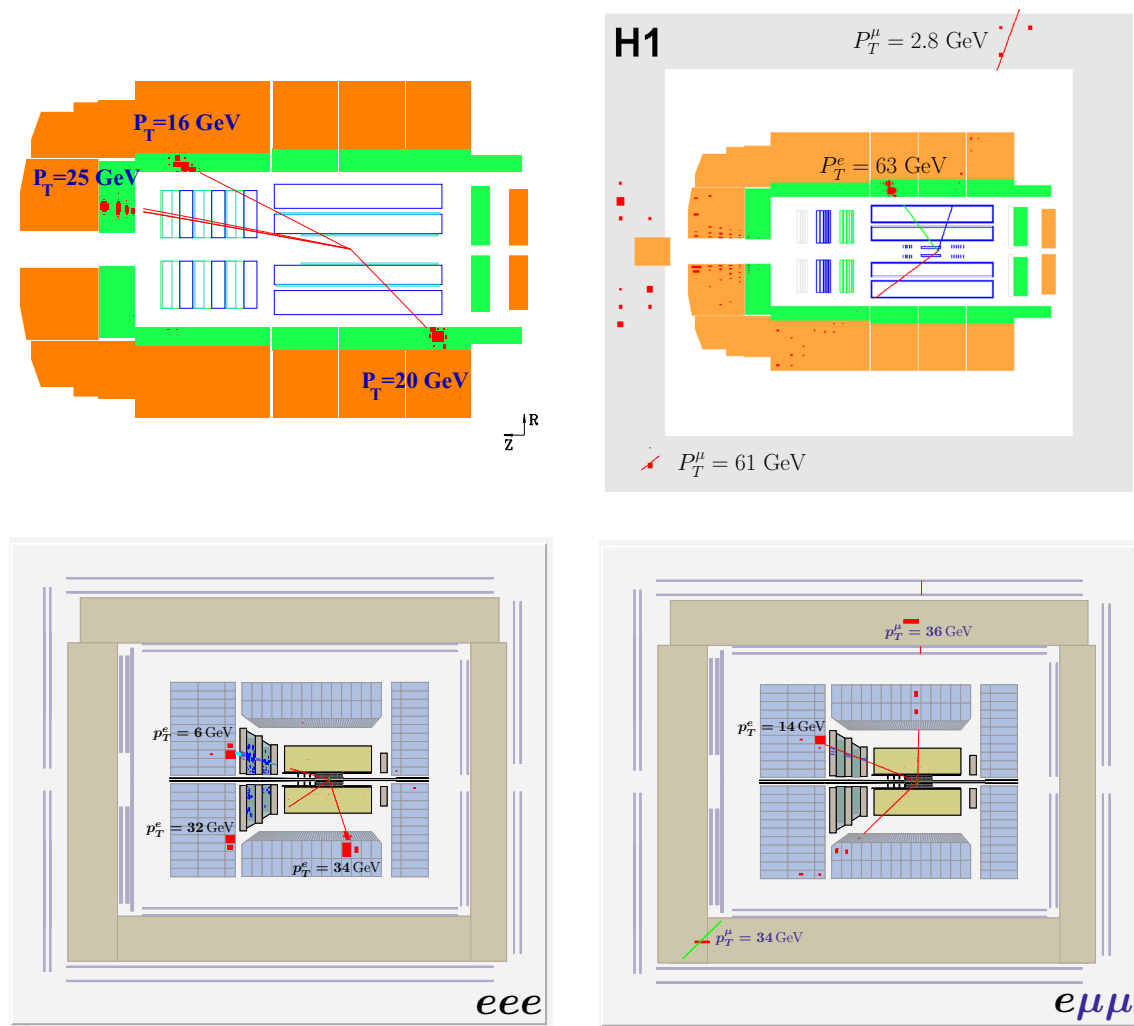 P_T=16 GeV
P_T=25 GeV
P_T=20 GeV
R
Z
H1
P_T^μ = 2.8 GeV
P_T^e = 63 GeV
P_T^μ = 61 GeV
p_T^e = 6 GeV
p_T^e = 32 GeV
p_T^e = 34 GeV
eee
p_T^μ = 36 GeV
p_T^e = 14 GeV
p_T^μ = 34 GeV
eμμ